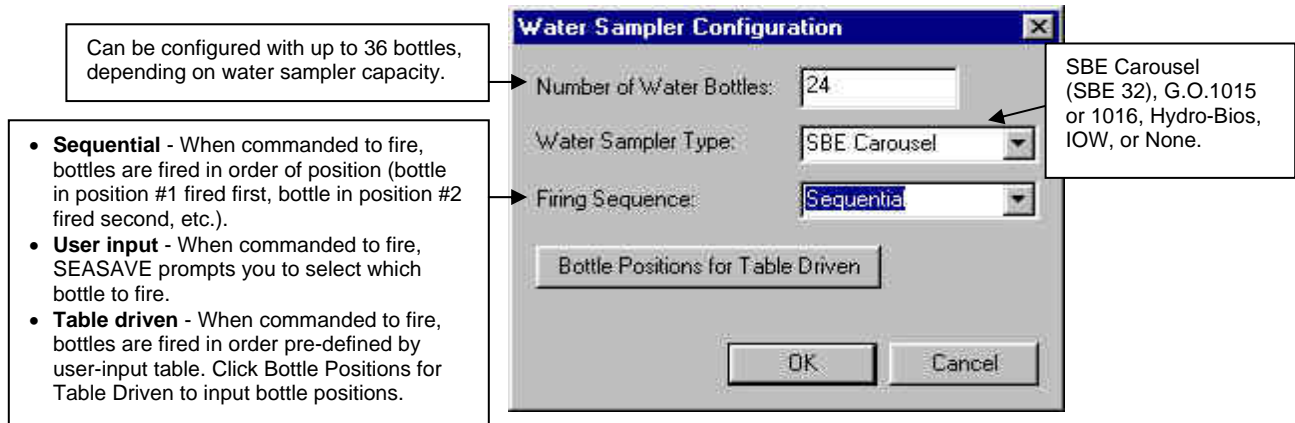 Can be configured with up to 36 bottles,
depending on water sampler capacity.
• Sequential - When commanded to fire,
bottles are fired in order of position (bottle
in position #1 fired first, bottle in position #2
fired second, etc.).
• User input - When commanded to fire,
SEASAVE prompts you to select which
bottle to fire.
• Table driven - When commanded to fire,
bottles are fired in order pre-defined by
user-input table. Click Bottle Positions for
Table Driven to input bottle positions.
Water Sampler Configuration
Number of Water Bottles: 24
Water Sampler Type: SBE Carousel
Firing Sequence: Sequential
Bottle Positions for Table Driven
OK Cancel
SBE Carousel
(SBE 32), G.O.1015
or 1016, Hydro-Bios,
IOW, or None.